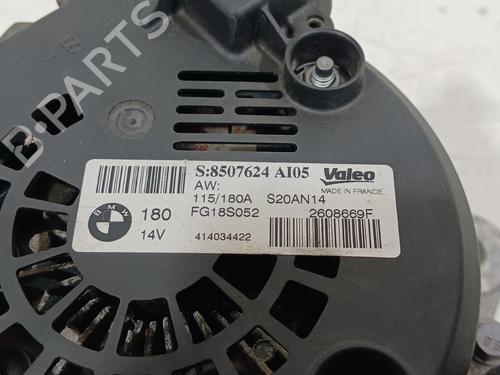 B-PARTS
B+
S:8507624 AI05
Valeo
AW:
MADE IN FRANCE
115/180A S20AN14
BMW
180 FG18S052 2608669F
14V 414034422